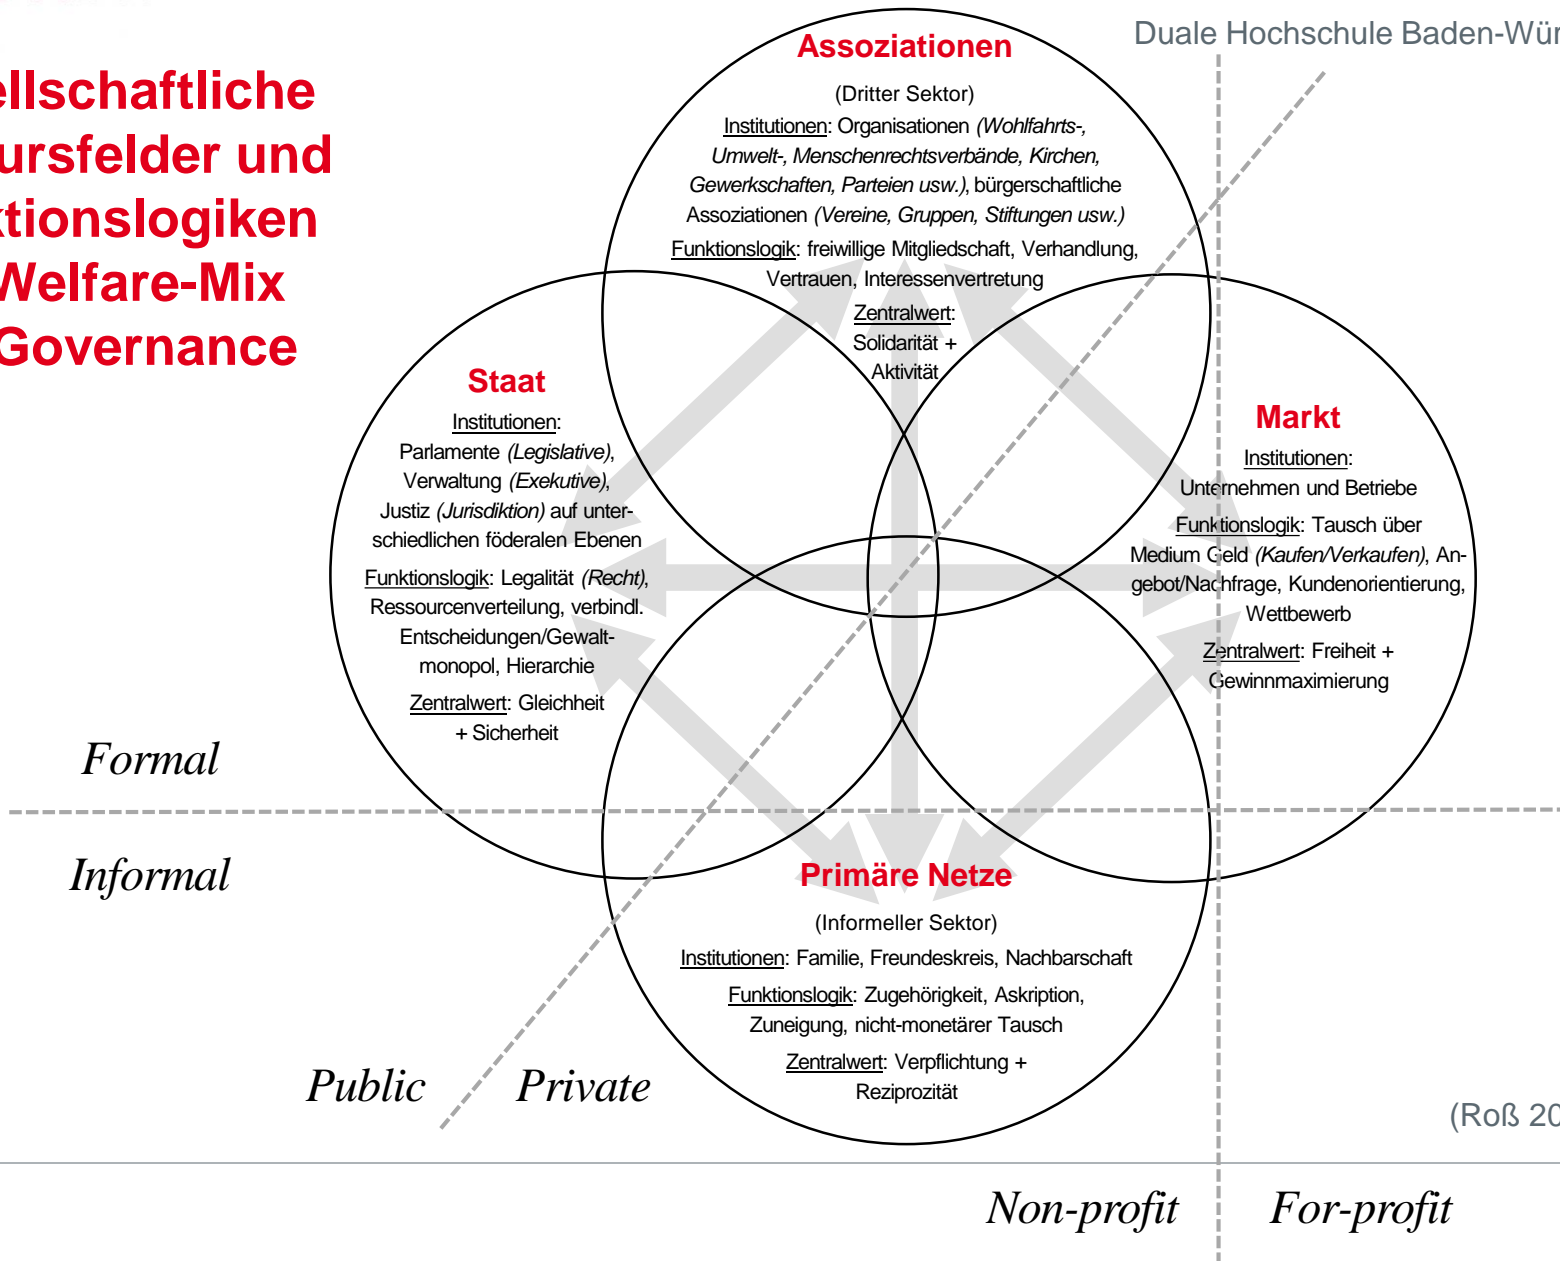 Duale Hochschule Baden-Wür
ellschaftliche
ursfelder und
ktionslogiken
Welfare-Mix
Governance
Assoziationen
(Dritter Sektor)
Institutionen: Organisationen (Wohlfahrts-,
Umwelt-, Menschenrechtsverbände, Kirchen,
Gewerkschaften, Parteien usw.), bürgerschaftliche
Assoziationen (Vereine, Gruppen, Stiftungen usw.)
Funktionslogik: freiwillige Mitgliedschaft, Verhandlung,
Vertrauen, Interessenvertretung
Zentralwert:
Solidarität +
Aktivität
Staat
Institutionen:
Parlamente (Legislative),
Verwaltung (Exekutive),
Justiz (Jurisdiktion) auf unter-
schiedlichen föderalen Ebenen
Funktionslogik: Legalität (Recht),
Ressourcenverteilung, verbindl.
Entscheidungen/Gewalt-
monopol, Hierarchie
Zentralwert: Gleichheit
+ Sicherheit
Markt
Institutionen:
Unternehmen und Betriebe
Funktionslogik: Tausch über
Medium Geld (Kaufen/Verkaufen), An-
gebot/Nachfrage, Kundenorientierung,
Wettbewerb
Zentralwert: Freiheit +
Gewinnmaximierung
Formal
Informal
Primäre Netze
(Informeller Sektor)
Institutionen: Familie, Freundeskreis, Nachbarschaft
Funktionslogik: Zugehörigkeit, Askription,
Zuneigung, nicht-monetärer Tausch
Zentralwert: Verpflichtung +
Reziprozität
Public Private
(Roß 20
Non-profit For-profit